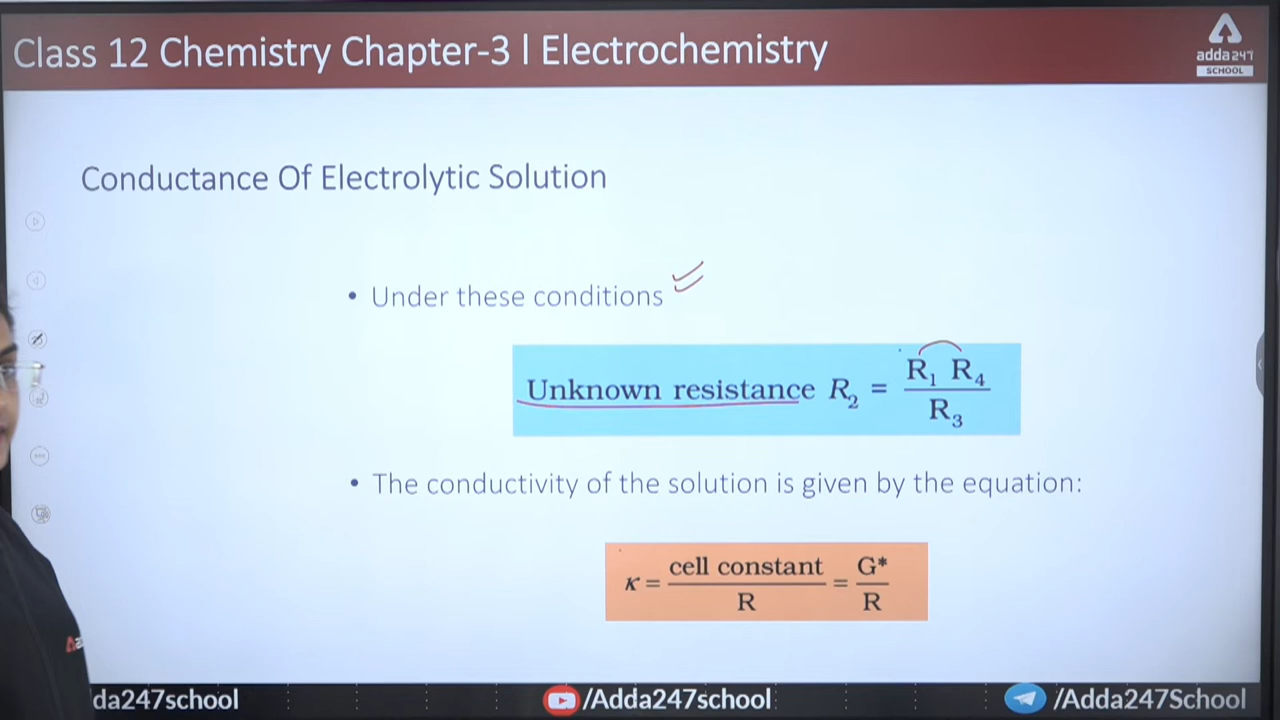 Class 12 Chemistry Chapter-3 | Electrochemistry
adda247
SCHOOL
Conductance Of Electrolytic Solution
• Under these conditions
Unknown resistance R₂ = R₁ R₄ / R₃
• The conductivity of the solution is given by the equation:
κ = cell constant / R = G* / R
da247school
/Adda247school
/Adda247School